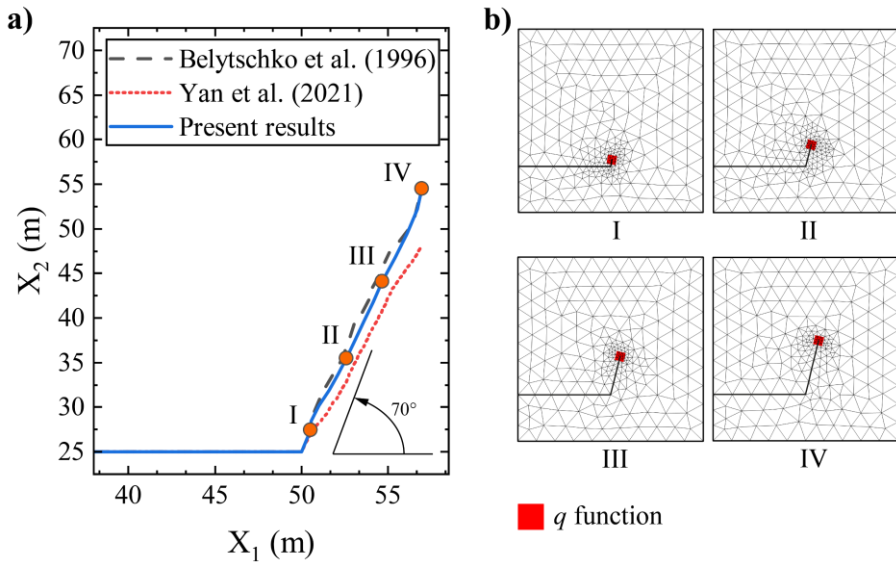 a)
70
65
60
55
50
45
40
35
30
25
X2 (m)
Belytschko et al. (1996)
Yan et al. (2021)
Present results
IV
III
II
I
70°
40
45
50
55
X1 (m)
b)
I
II
III
IV
q function